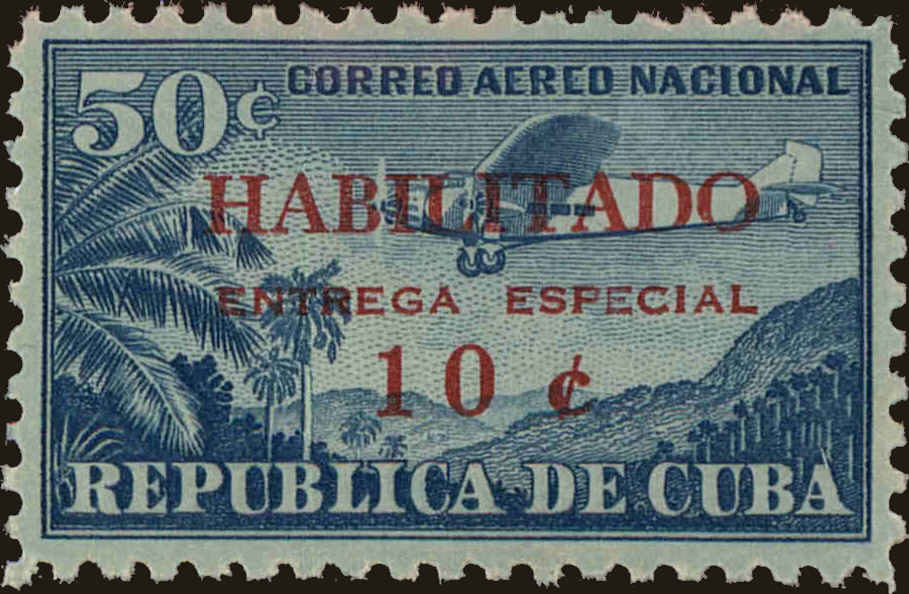 50¢ CORREO AEREO NACIONAL
HABILITADO
ENTREGA ESPECIAL
10 ¢
REPUBLICA DE CUBA